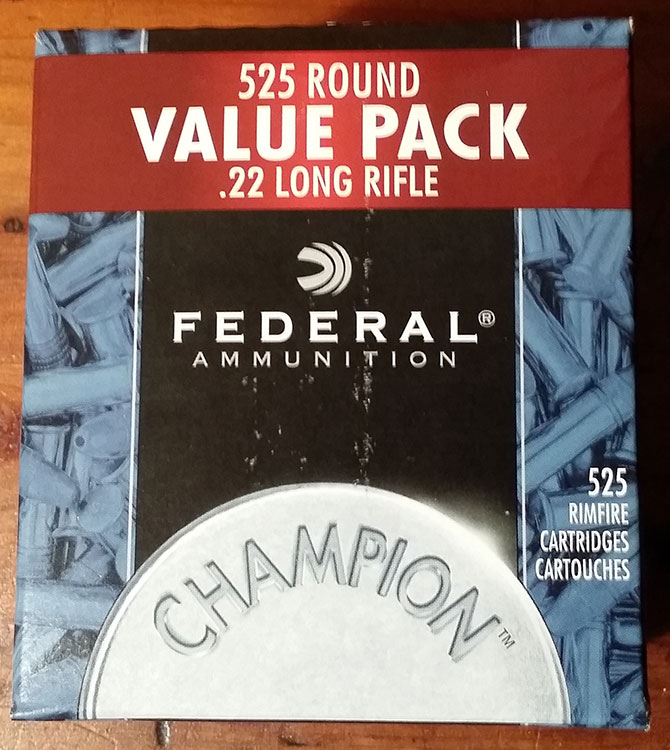 525 ROUND
VALUE PACK
.22 LONG RIFLE
FEDERAL®
AMMUNITION
525
RIMFIRE
CARTRIDGES
CARTOUCHES
CHAMPION™